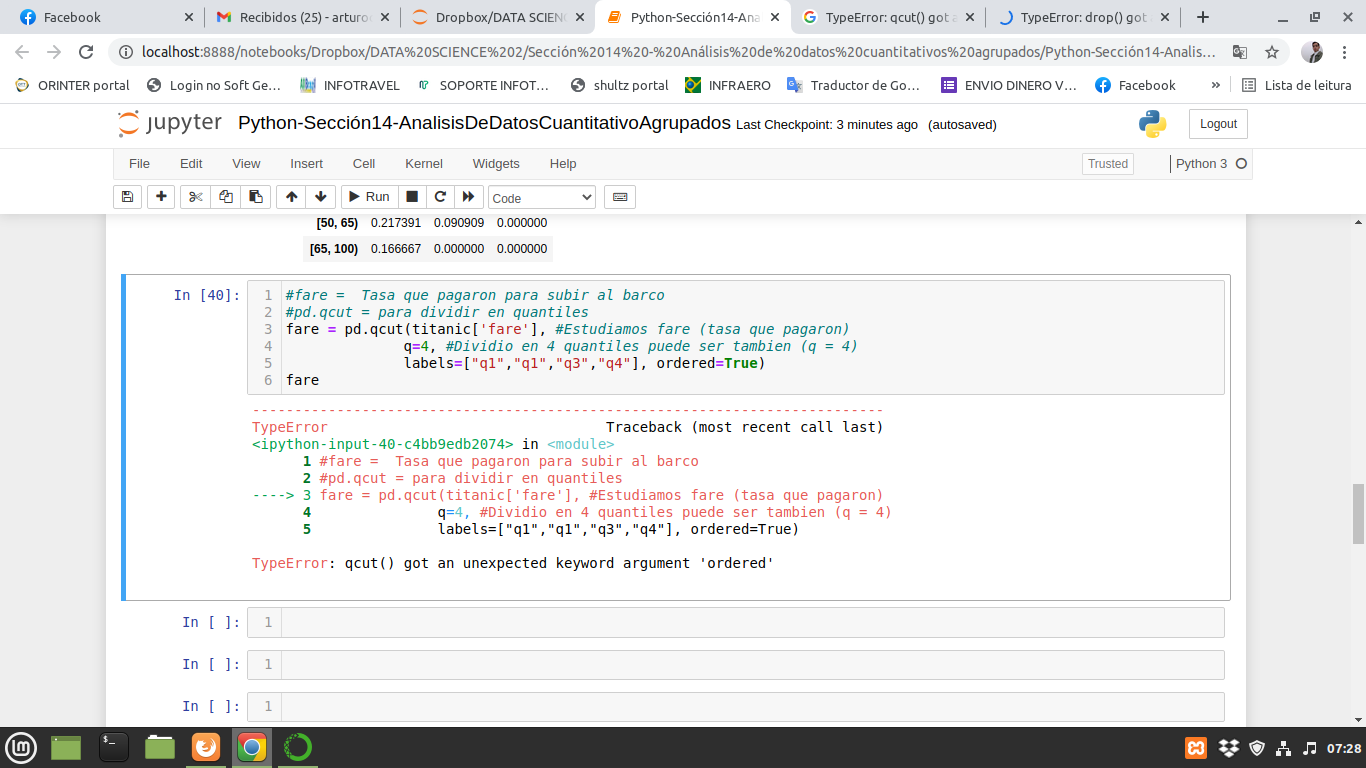 Facebook
Recibidos (25) - arturo
Dropbox/DATA SCIEN
Python-Sección14-Ana
TypeError: qcut() got a
TypeError: drop() got
localhost:8888/notebooks/Dropbox/DATA%20SCIENCE%202/Sección%2014%20-%20Análisis%20de%20datos%20cuantitativos%20agrupados/Python-Sección14-Analis...
ORINTER portal
Login no Soft Ge...
INFOTRAVEL
SOPORTE INFOT...
shultz portal
INFRAERO
Traductor de Go...
ENVIO DINERO V...
Facebook
»
Lista de leitura
jupyter Python-Sección14-AnalisIsDeDatosCuantitativoAgrupados Last Checkpoint: 3 minutes ago (autosaved)
Logout
File Edit View Insert Cell Kernel Widgets Help
Trusted
Python 3
Run
Code
[50, 65) 0.217391 0.090909 0.000000
[65, 100) 0.166667 0.000000 0.000000
In [40]:
1 #fare =  Tasa que pagaron para subir al barco
2 #pd.qcut = para dividir en quantiles
3 fare = pd.qcut(titanic['fare'], #Estudiamos fare (tasa que pagaron)
4               q=4, #Dividio en 4 quantiles puede ser tambien (q = 4)
5               labels=["q1","q1","q3","q4"], ordered=True)
6 fare
---------------------------------------------------------------------------
TypeError                                 Traceback (most recent call last)
<ipython-input-40-c4bb9edb2074> in <module>
      1 #fare =  Tasa que pagaron para subir al barco
      2 #pd.qcut = para dividir en quantiles
----> 3 fare = pd.qcut(titanic['fare'], #Estudiamos fare (tasa que pagaron)
      4               q=4, #Dividio en 4 quantiles puede ser tambien (q = 4)
      5               labels=["q1","q1","q3","q4"], ordered=True)
TypeError: qcut() got an unexpected keyword argument 'ordered'
In [ ]: 1
In [ ]: 1
In [ ]: 1
07:28